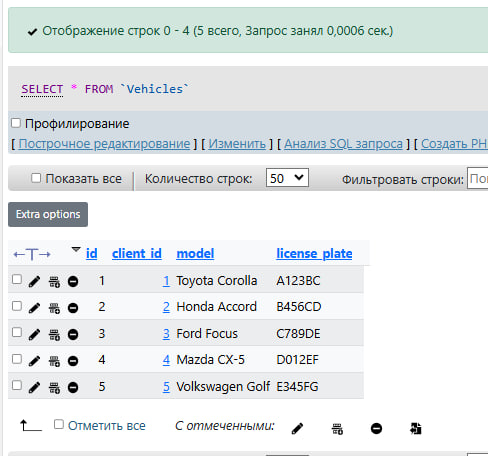 Отображение строк 0 - 4 (5 всего, Запрос занял 0,0006 сек.)
SELECT * FROM `Vehicles`
Профилирование
[ Построчное редактирование ] [ Изменить ] [ Анализ SQL запроса ] [ Создать PH
Показать все Количество строк: 50 Фильтровать строки: Пои
Extra options
←T→ id client_id model license_plate
1 1 Toyota Corolla A123BC
2 2 Honda Accord B456CD
3 3 Ford Focus C789DE
4 4 Mazda CX-5 D012EF
5 5 Volkswagen Golf E345FG
Отметить все С отмеченными: